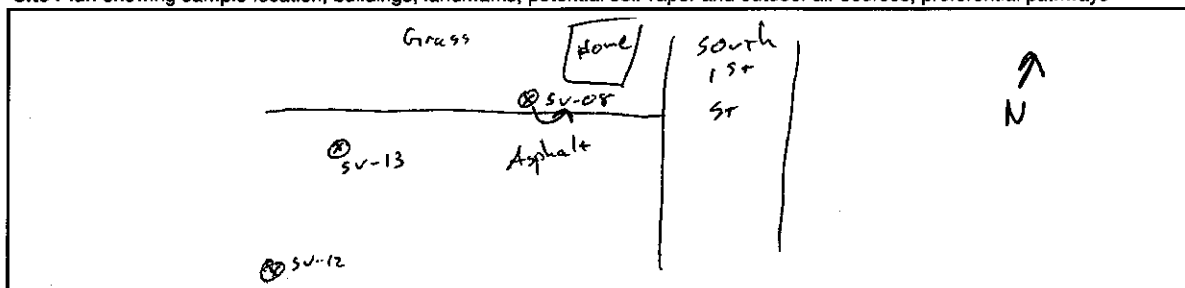 Site Plan showing sample location, buildings, landmarks, potential soil vapor and outdoor air sources, preferential pathways
Grass
Home
South
1st
ST
SV-08
Asphalt
SV-13
SV-12
N